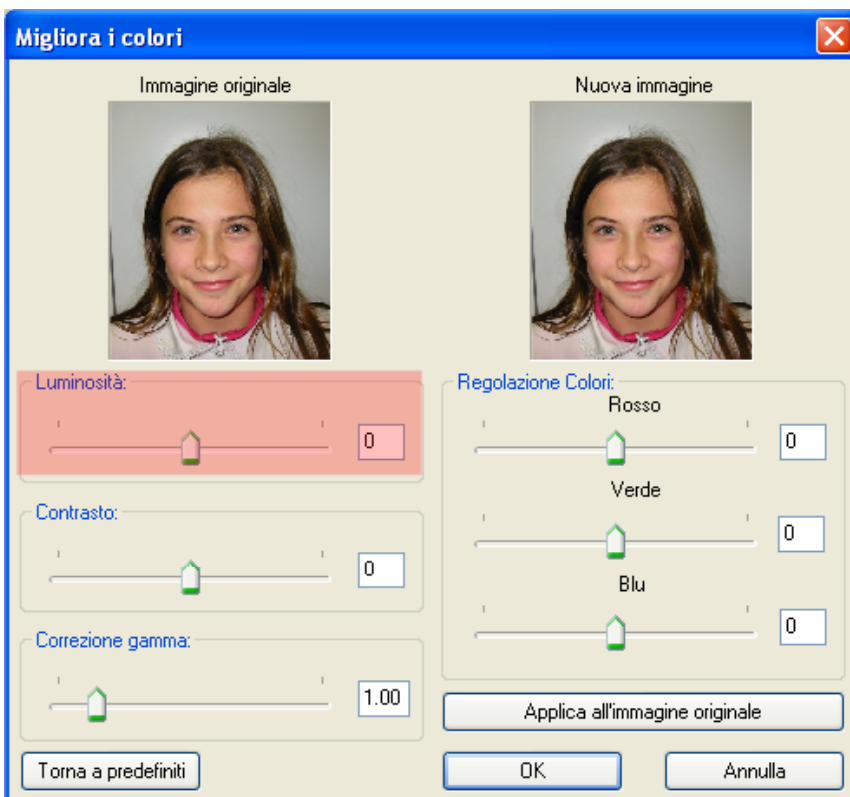 Migliora i colori
Immagine originale
Nuova immagine
Luminosità:
0
Contrasto:
0
Correzione gamma:
1.00
Regolazione Colori:
Rosso
0
Verde
0
Blu
0
Applica all'immagine originale
Torna a predefiniti
OK
Annulla